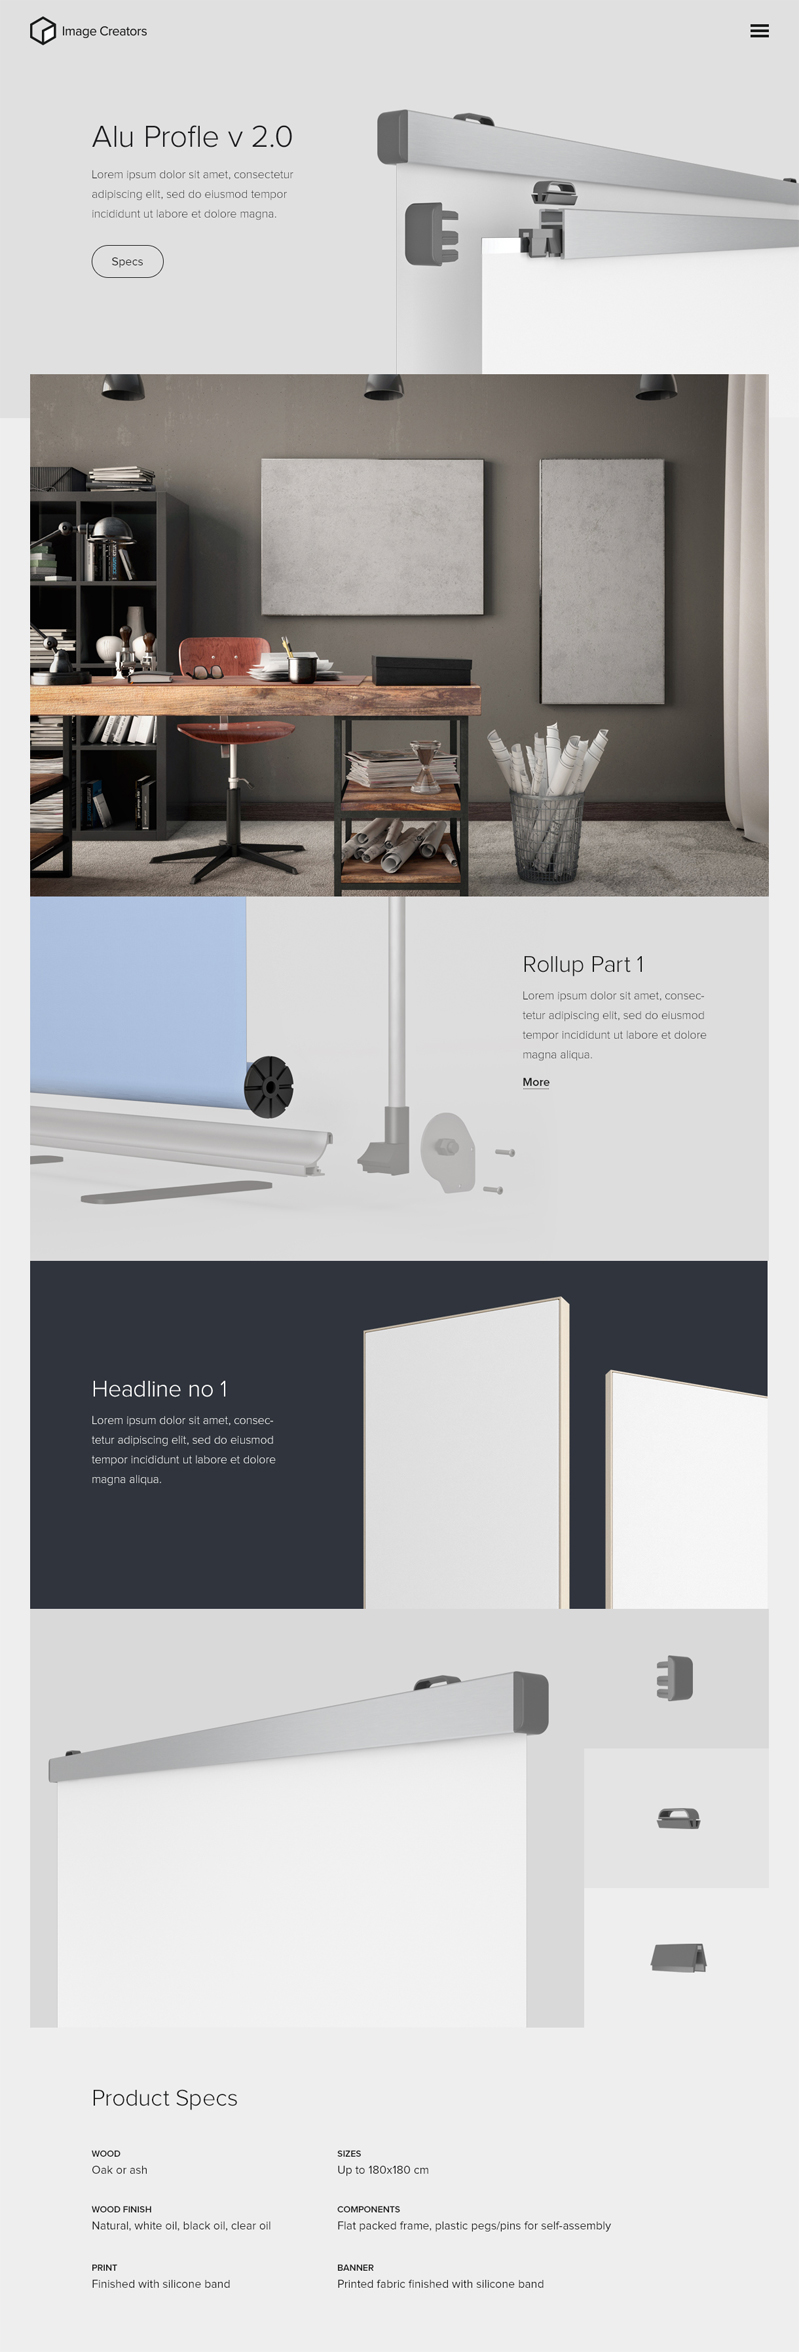 Image Creators
Alu Profle v 2.0
Lorem ipsum dolor sit amet, consectetur
adipiscing elit, sed do eiusmod tempor
incididunt ut labore et dolore magna.
Specs
Rollup Part 1
Lorem ipsum dolor sit amet, consec-
tetur adipiscing elit, sed do eiusmod
tempor incididunt ut labore et dolore
magna aliqua.
More
Headline no 1
Lorem ipsum dolor sit amet, consec-
tetur adipiscing elit, sed do eiusmod
tempor incididunt ut labore et dolore
magna aliqua.
Product Specs
WOOD
Oak or ash
SIZES
Up to 180x180 cm
WOOD FINISH
Natural, white oil, black oil, clear oil
COMPONENTS
Flat packed frame, plastic pegs/pins for self-assembly
PRINT
Finished with silicone band
BANNER
Printed fabric finished with silicone band